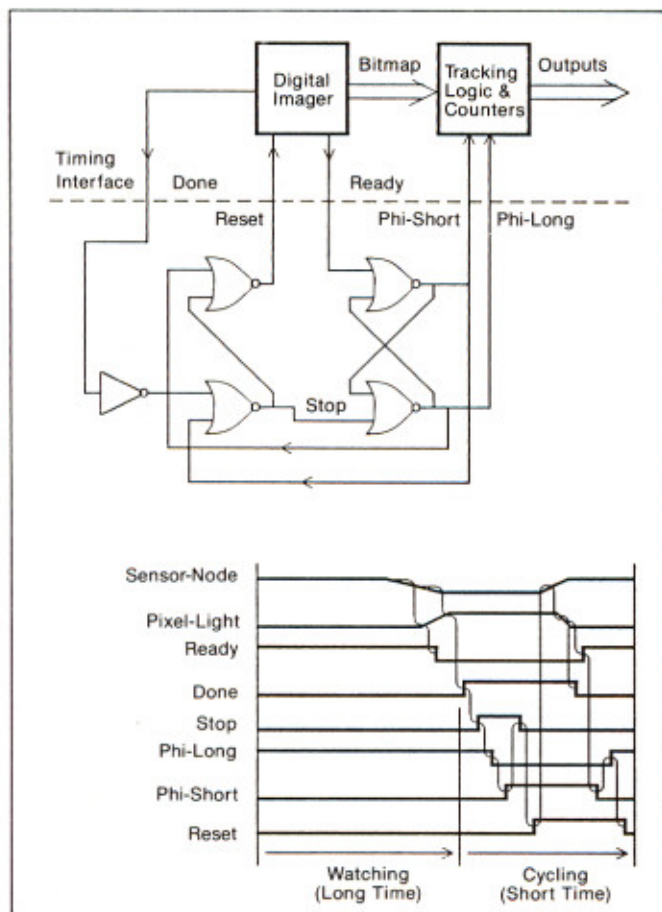 Digital
Imager
Bitmap
Tracking
Logic &
Counters
Outputs
Timing
Interface
Done
Ready
Reset
Phi-Short
Phi-Long
Stop
Sensor-Node
Pixel-Light
Ready
Done
Stop
Phi-Long
Phi-Short
Reset
Watching
(Long Time)
Cycling
(Short Time)